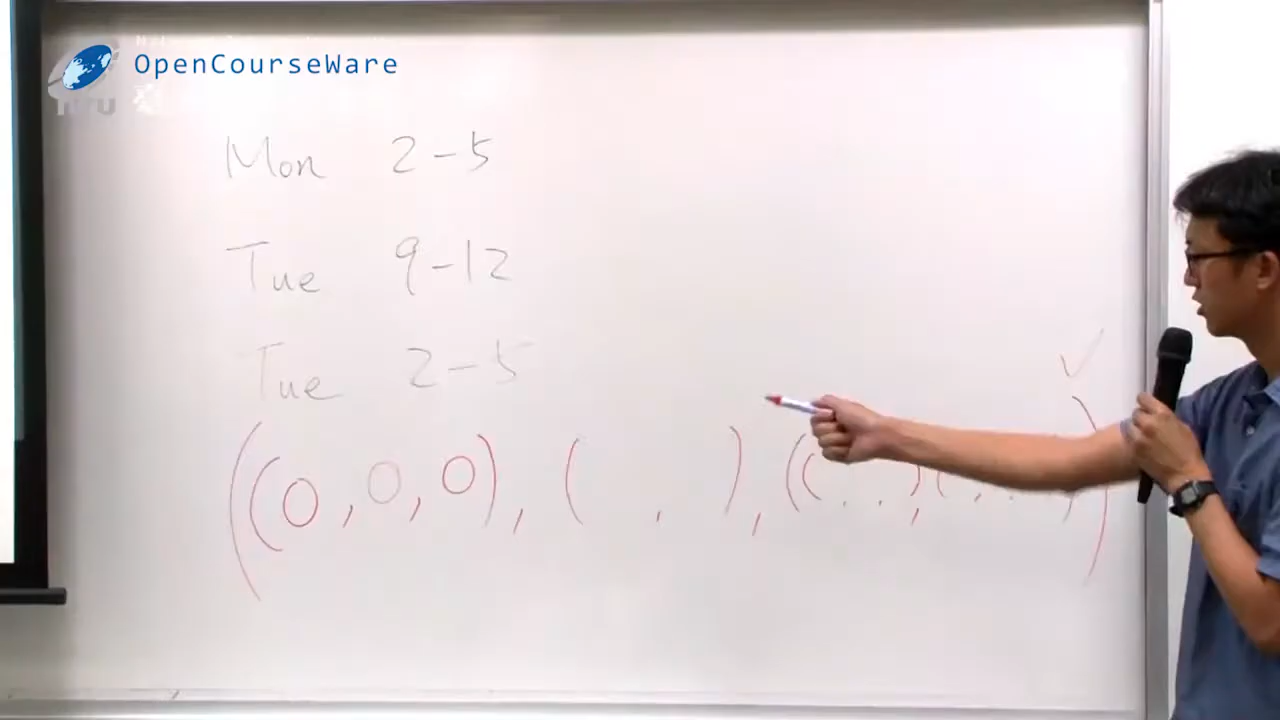 OpenCourseWare
Mon 2-5
Tue 9-12
Tue 2-5
((0,0,0), ( , ), ((